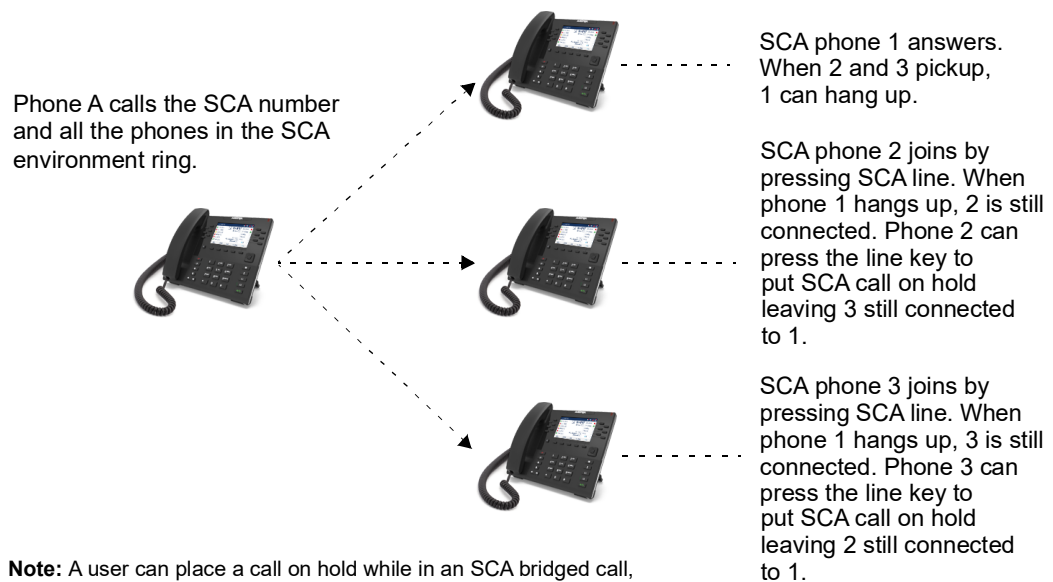 Phone A calls the SCA number
and all the phones in the SCA
environment ring.
SCA phone 1 answers.
When 2 and 3 pickup,
1 can hang up.
SCA phone 2 joins by
pressing SCA line. When
phone 1 hangs up, 2 is still
connected. Phone 2 can
press the line key to
put SCA call on hold
leaving 3 still connected
to 1.
SCA phone 3 joins by
pressing SCA line. When
phone 1 hangs up, 3 is still
connected. Phone 3 can
press the line key to
put SCA call on hold
leaving 2 still connected
to 1.
Note: A user can place a call on hold while in an SCA bridged call,